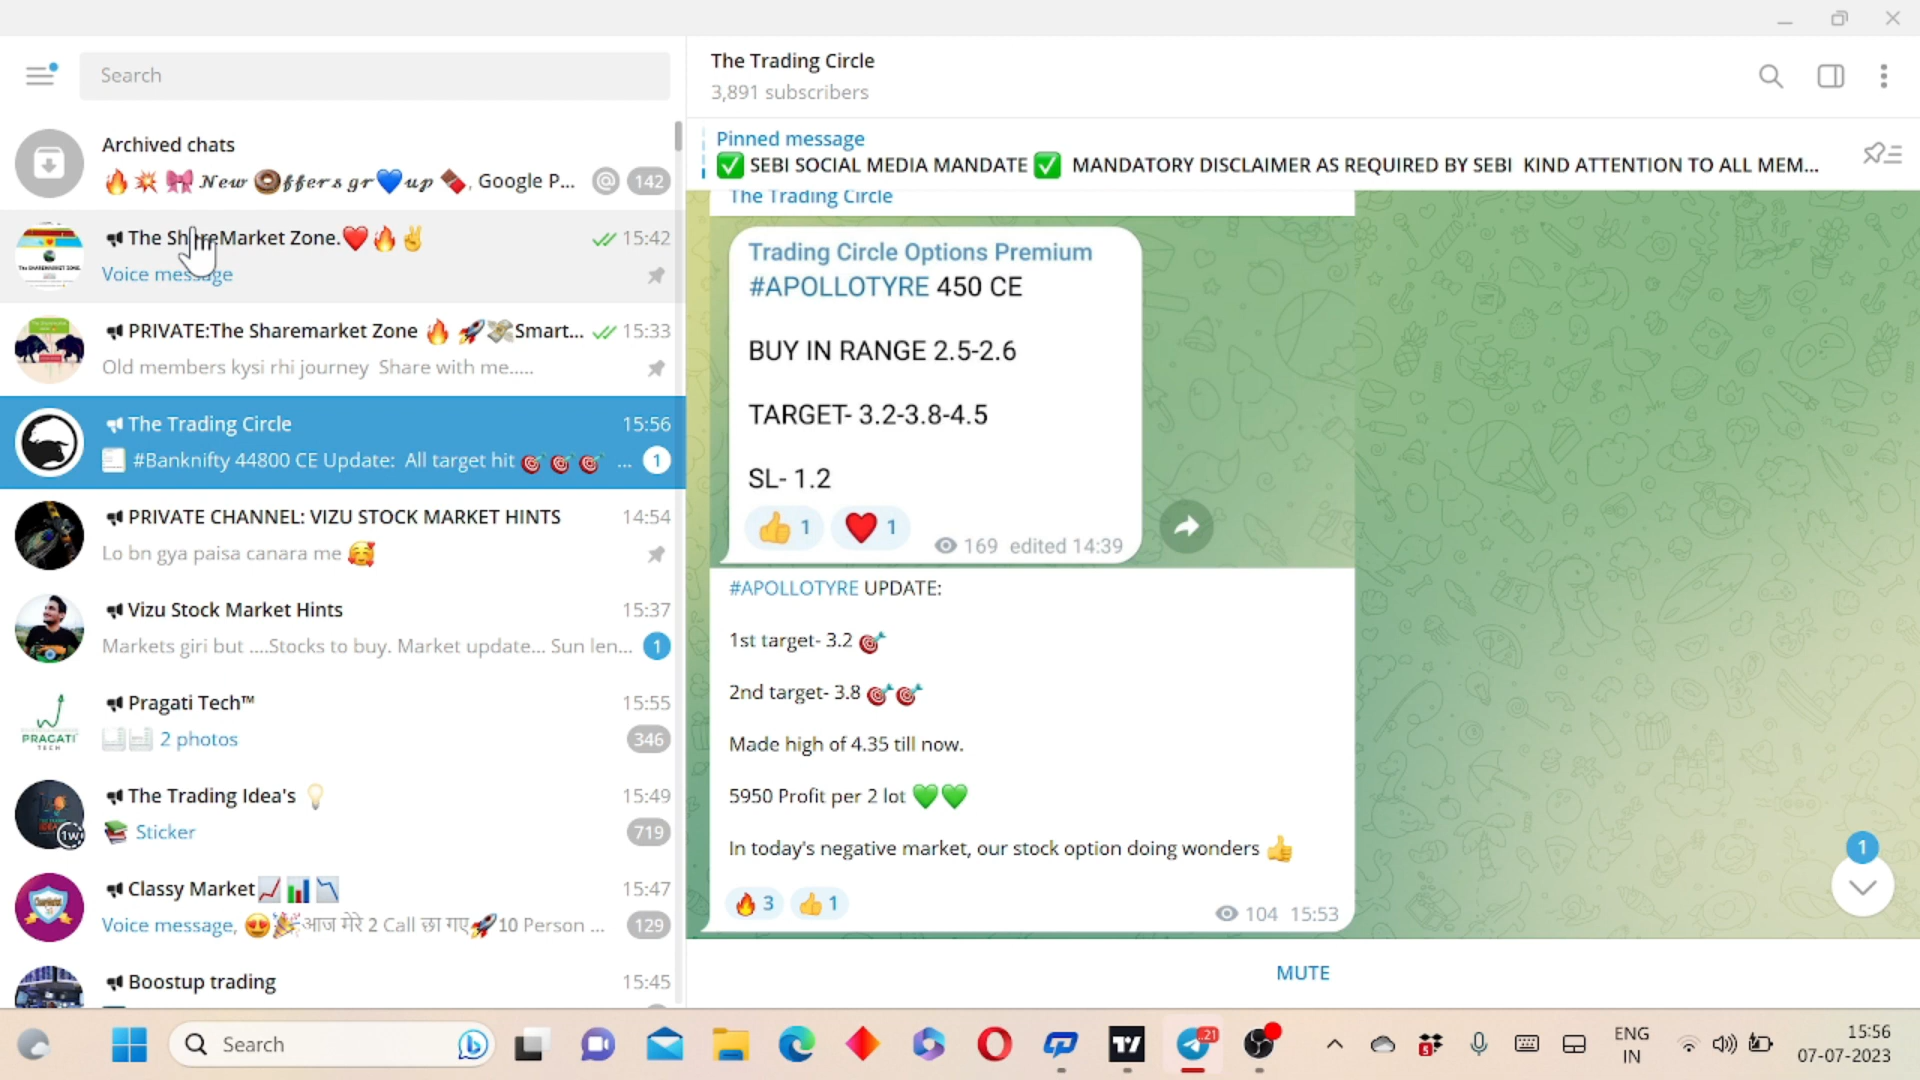 Search
Archived chats
🔥💥🎀 𝓝𝓮𝔀 🍩𝓯𝓯𝓮𝓻𝓼 𝓰𝓻💙𝓾𝓹 🍫, Google P...
@ 142
The ShareMarket Zone.❤️🔥✌️ 15:42
Voice message
PRIVATE:The Sharemarket Zone 🔥 🚀💸Smart... 15:33
Old members kysi rhi journey Share with me.....
The Trading Circle 15:56
#Banknifty 44800 CE Update: All target hit 🎯 🎯 🎯 ... 1
PRIVATE CHANNEL: VIZU STOCK MARKET HINTS 14:54
Lo bn gya paisa canara me 🥰
Vizu Stock Market Hints 15:37
Markets giri but ....Stocks to buy. Market update... Sun len... 1
PRAGATI
TECH
Pragati Tech™ 15:55
2 photos 346
The Trading Idea's 💡 15:49
1w
📚 Sticker 719
Classy Market📈📊📉 15:47
Voice message, 😍🎉आज मेरे 2 Call छा गए🚀10 Person ... 129
Boostup trading 15:45
The Trading Circle
3,891 subscribers
Pinned message
✅ SEBI SOCIAL MEDIA MANDATE ✅ MANDATORY DISCLAIMER AS REQUIRED BY SEBI KIND ATTENTION TO ALL MEM...
The Trading Circle
Trading Circle Options Premium
#APOLLOTYRE 450 CE
BUY IN RANGE 2.5-2.6
TARGET- 3.2-3.8-4.5
SL- 1.2
👍 1 ❤️ 1 169 edited 14:39
#APOLLOTYRE UPDATE:
1st target- 3.2 🎯
2nd target- 3.8 🎯🎯
Made high of 4.35 till now.
5950 Profit per 2 lot 💚💚
In today's negative market, our stock option doing wonders 👍
🔥 3 👍 1 104 15:53
1
MUTE
Search
..21
5
ENG
IN
15:56
07-07-2023